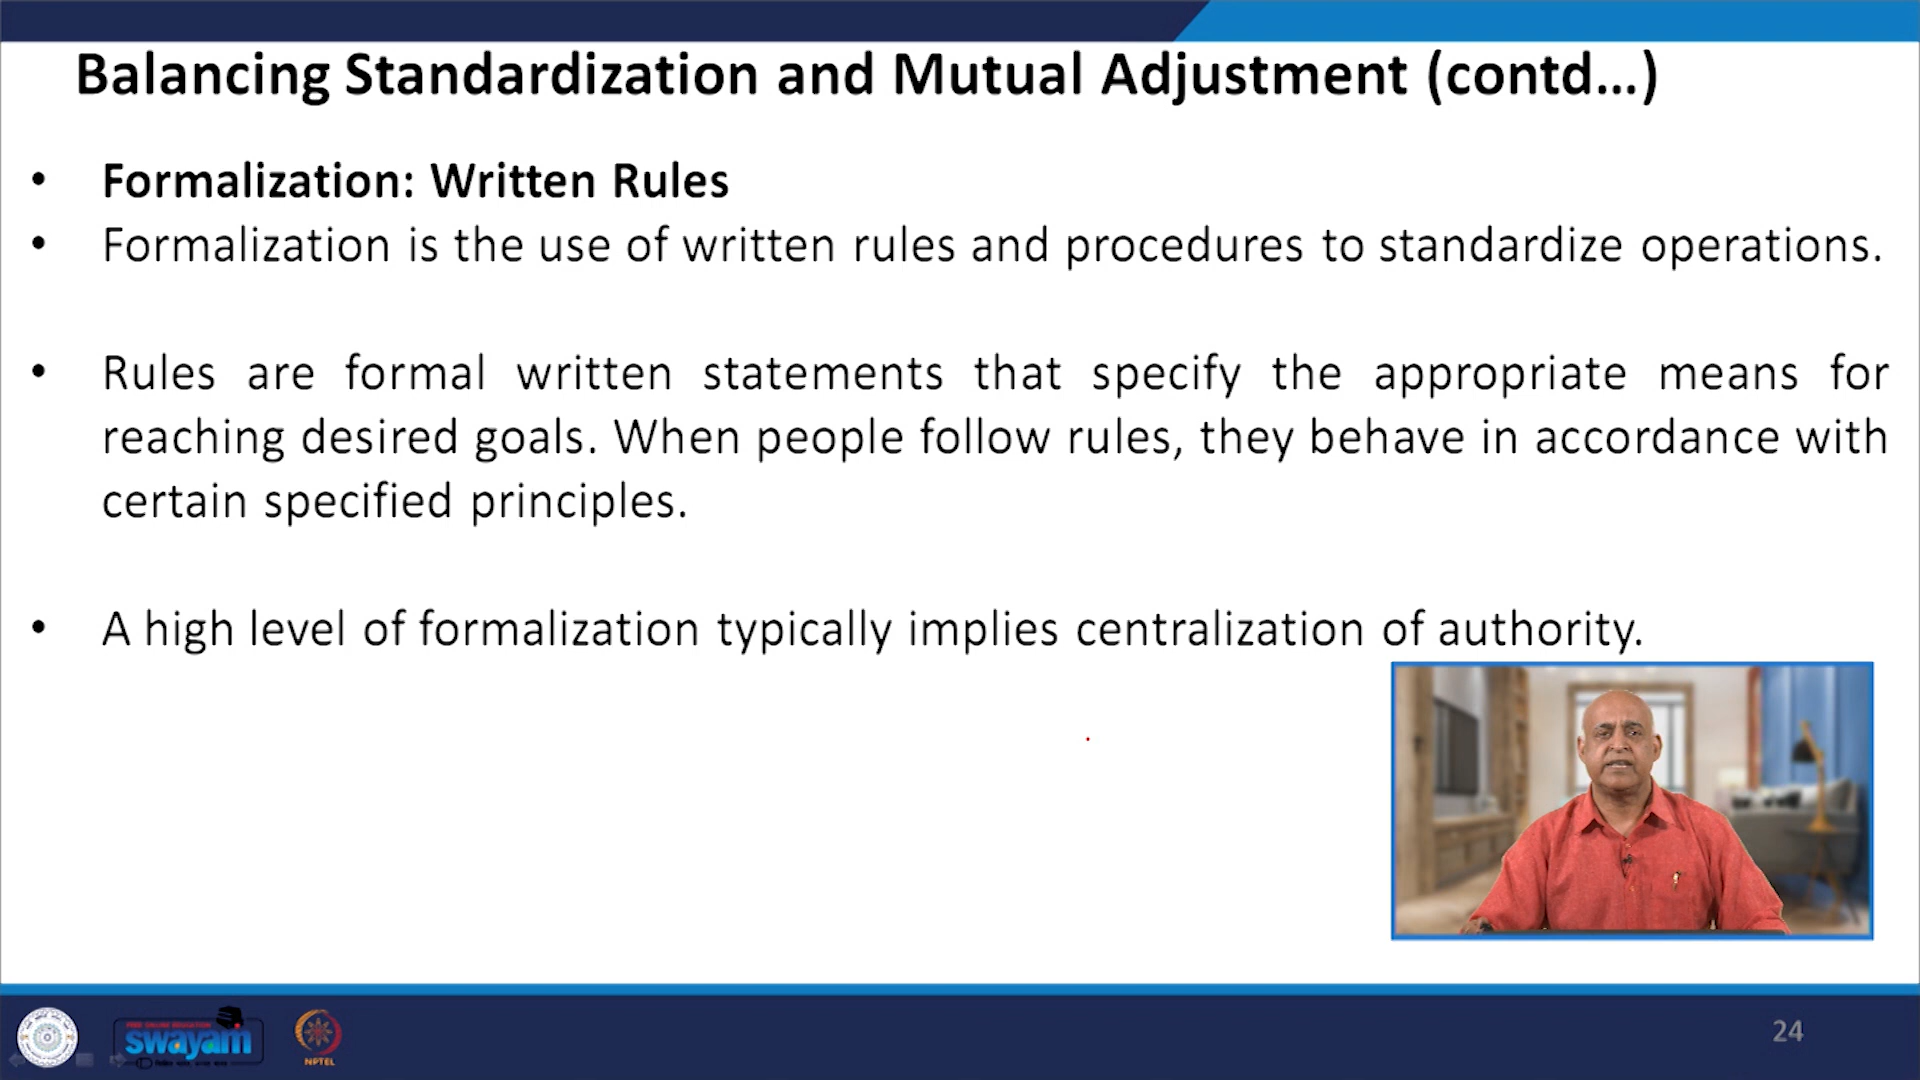 Balancing Standardization and Mutual Adjustment (contd...)
• Formalization: Written Rules
• Formalization is the use of written rules and procedures to standardize operations.
• Rules are formal written statements that specify the appropriate means for
reaching desired goals. When people follow rules, they behave in accordance with
certain specified principles.
• A high level of formalization typically implies centralization of authority.
FREE ONLINE EDUCATION
swayam
NPTEL
24